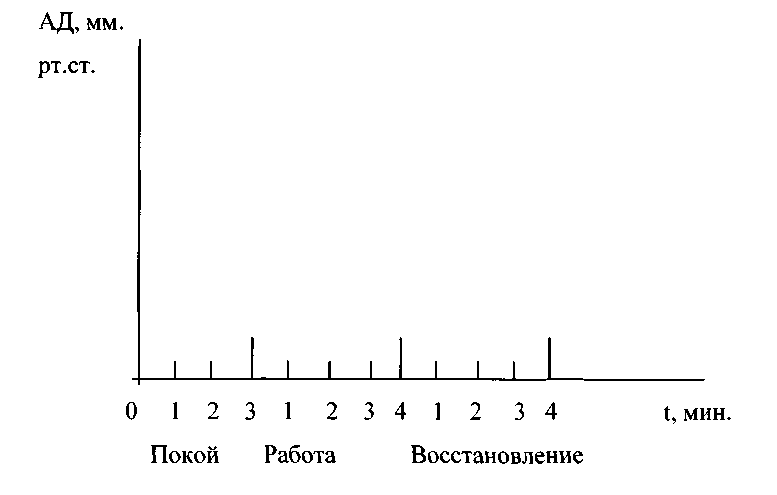 АД, мм.
рт.ст.
0 1 2 3 1 2 3 4 1 2 3 4 t, мин.
Покой Работа Восстановление